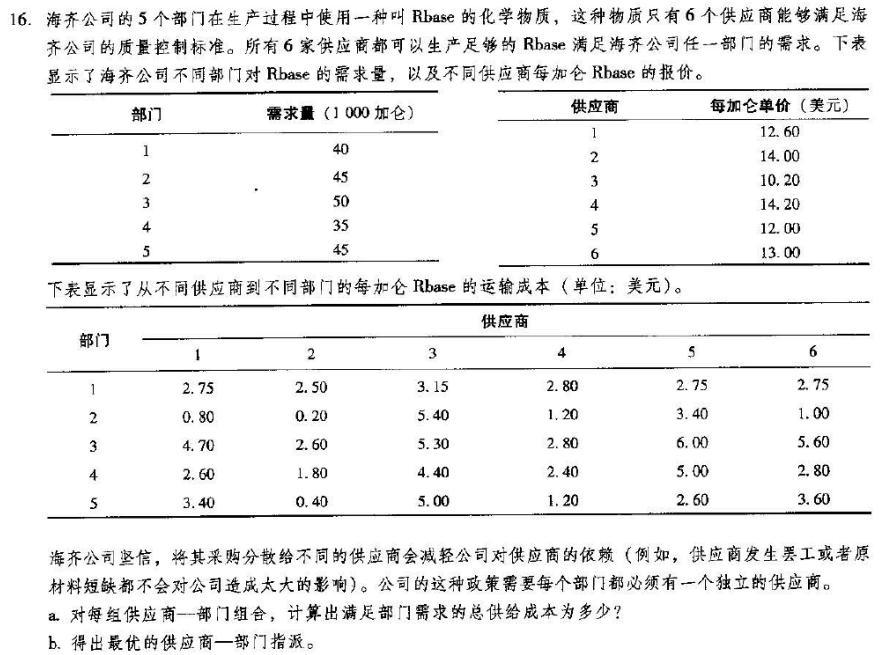 16. 海齐公司的 5 个部门在生产过程中使用一种叫 Rbase 的化学物质，这种物质只有 6 个供应商能够满足海
齐公司的质量控制标准。所有 6 家供应商都可以生产足够的 Rbase 满足海齐公司任一部门的需求。下表
显示了海齐公司不同部门对 Rbase 的需求量，以及不同供应商每加仑 Rbase 的报价。
部门 需求量（1 000 加仑） 供应商 每加仑单价（美元）
1 40 1 12.60
2 45 2 14.00
3 50 3 10.20
4 35 4 14.20
5 45 5 12.00
6 13.00
下表显示了从不同供应商到不同部门的每加仑 Rbase 的运输成本（单位：美元）。
部门 供应商
1 2 3 4 5 6
1 2.75 2.50 3.15 2.80 2.75 2.75
2 0.80 0.20 5.40 1.20 3.40 1.00
3 4.70 2.60 5.30 2.80 6.00 5.60
4 2.60 1.80 4.40 2.40 5.00 2.80
5 3.40 0.40 5.00 1.20 2.60 3.60
海齐公司坚信，将其采购分散给不同的供应商会减轻公司对供应商的依赖（例如，供应商发生罢工或者原
材料短缺都不会对公司造成太大的影响）。公司的这种政策需要每个部门都必须有一个独立的供应商。
a. 对每组供应商—部门组合，计算出满足部门需求的总供给成本为多少？
b. 得出最优的供应商—部门指派。